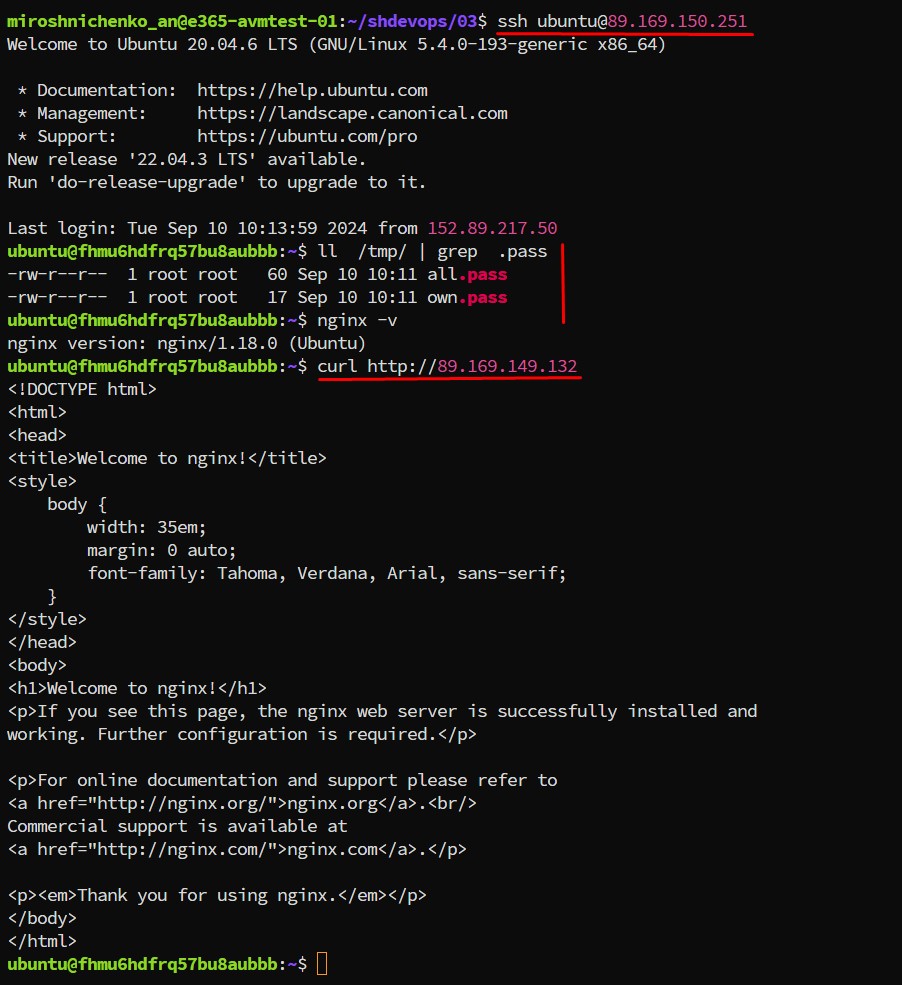 miroshnichenko_an@e365-avmtest-01:~/shdevops/03$ ssh ubuntu@89.169.150.251
Welcome to Ubuntu 20.04.6 LTS (GNU/Linux 5.4.0-193-generic x86_64)

 * Documentation:  https://help.ubuntu.com
 * Management:     https://landscape.canonical.com
 * Support:        https://ubuntu.com/pro
New release '22.04.3 LTS' available.
Run 'do-release-upgrade' to upgrade to it.

Last login: Tue Sep 10 10:13:59 2024 from 152.89.217.50
ubuntu@fhmu6hdfrq57bu8aubbb:~$ ll  /tmp/ | grep  .pass
-rw-r--r--  1 root root   60 Sep 10 10:11 all.pass
-rw-r--r--  1 root root   17 Sep 10 10:11 own.pass
ubuntu@fhmu6hdfrq57bu8aubbb:~$ nginx -v
nginx version: nginx/1.18.0 (Ubuntu)
ubuntu@fhmu6hdfrq57bu8aubbb:~$ curl http://89.169.149.132
<!DOCTYPE html>
<html>
<head>
<title>Welcome to nginx!</title>
<style>
    body {
        width: 35em;
        margin: 0 auto;
        font-family: Tahoma, Verdana, Arial, sans-serif;
    }
</style>
</head>
<body>
<h1>Welcome to nginx!</h1>
<p>If you see this page, the nginx web server is successfully installed and
working. Further configuration is required.</p>

<p>For online documentation and support please refer to
<a href="http://nginx.org/">nginx.org</a>.<br/>
Commercial support is available at
<a href="http://nginx.com/">nginx.com</a>.</p>

<p><em>Thank you for using nginx.</em></p>
</body>
</html>
ubuntu@fhmu6hdfrq57bu8aubbb:~$